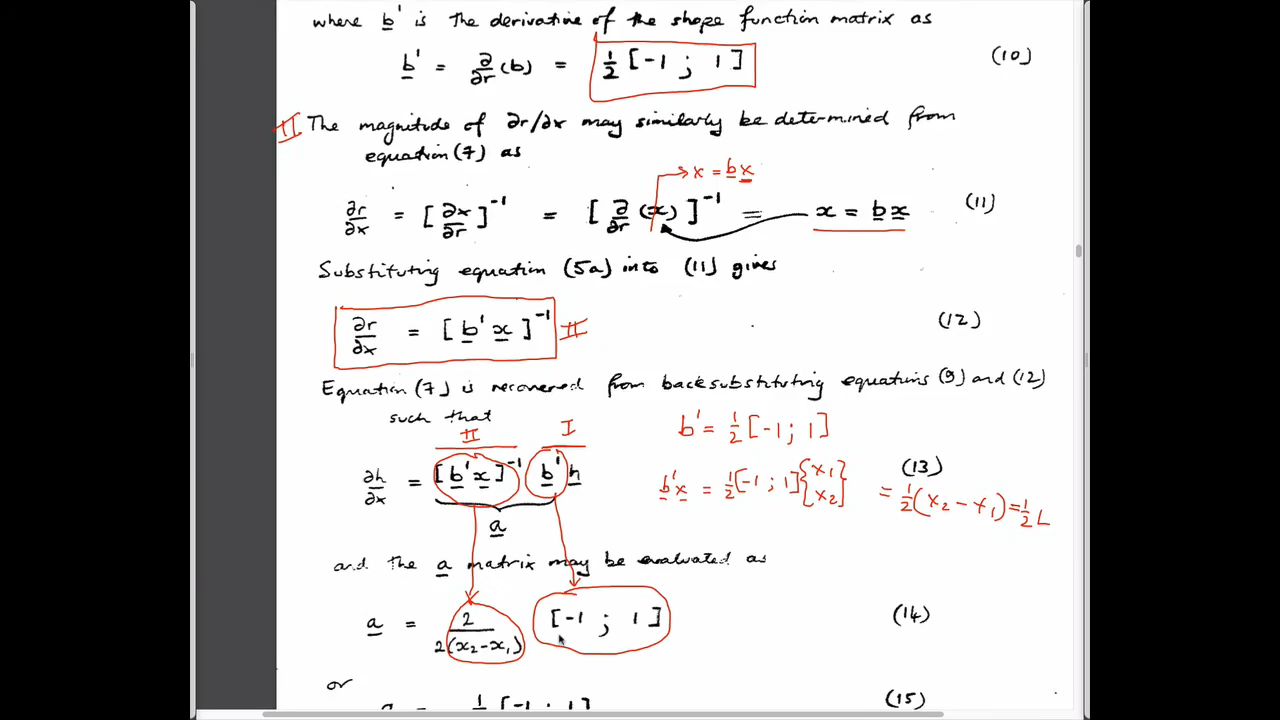 where b' is the derivative of the shape function matrix as
b' = ∂/∂r (b) = 1/2 [-1 ; 1] (10)
II The magnitude of ∂r/∂x may similarly be determined from
equation (7) as
→ x = b x
∂r/∂x = [∂x/∂r]^-1 = [∂/∂r (x)]^-1 = x = b x (11)
Substituting equation (5a) into (11) gives
∂r/∂x = [b' x]^-1 II (12)
Equation (7) is recovered from backsubstituting equations (9) and (12)
such that
b' = 1/2 [-1 ; 1]
II I
∂h/∂x = [b' x]^-1 b' h (13)
b' x = 1/2 [-1 ; 1] {x1 x2} = 1/2 (x2 - x1) = 1/2 L
a
and the a matrix may be evaluated as
a = 2/2(x2-x1) [-1 ; 1] (14)
or
a = 1/ [-1 ; 1] (15)